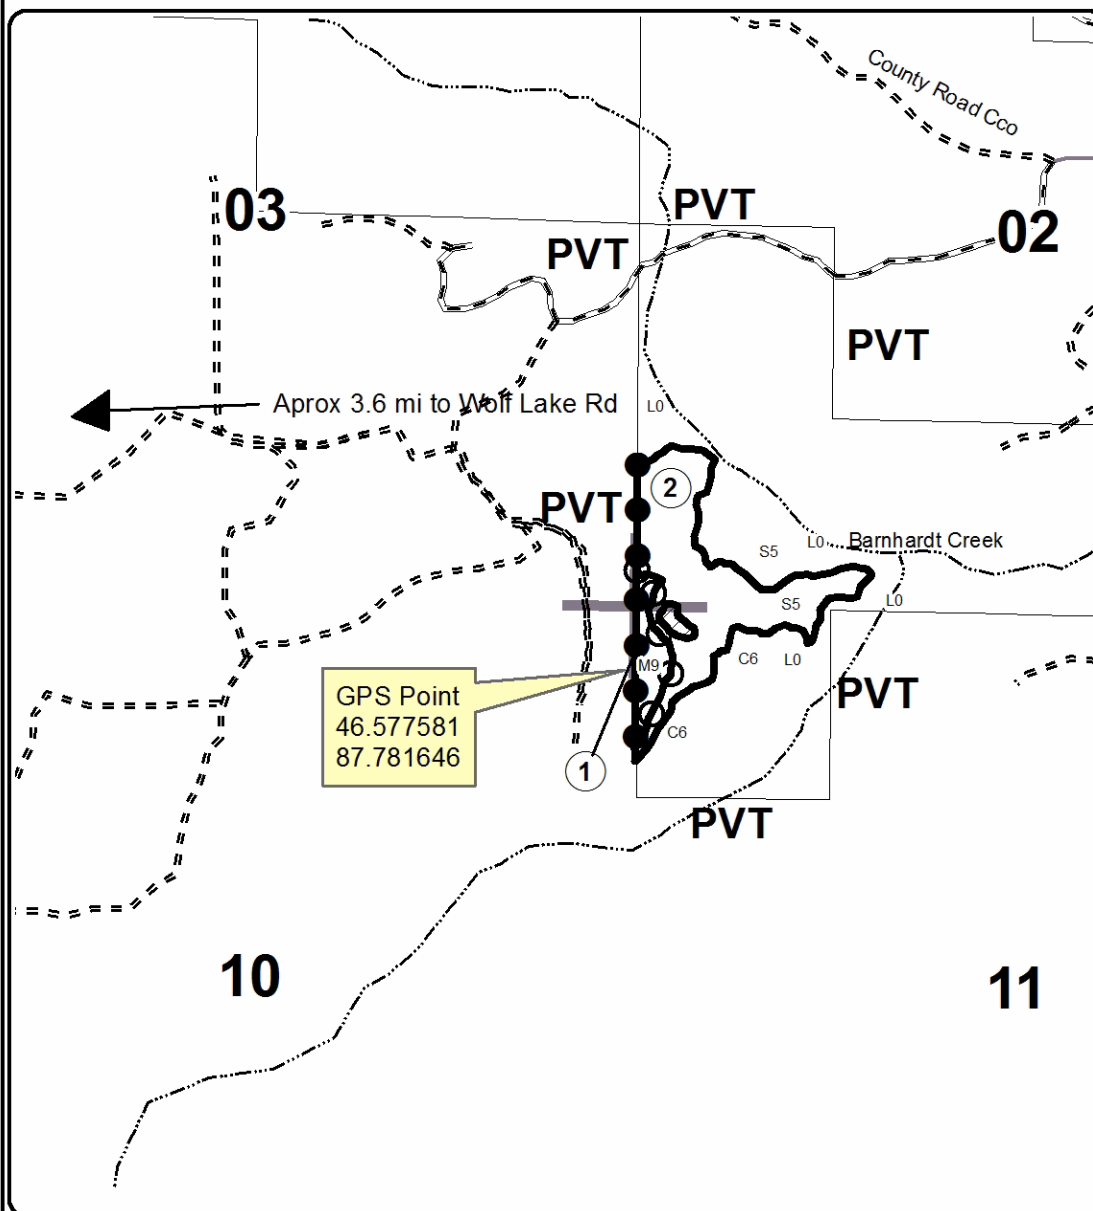 County Road Cco
03
PVT
02
PVT
PVT
Aprox 3.6 mi to Wolf Lake Rd
L0
2
PVT
S5
L0
Barnhardt Creek
S5
L0
M9
C6
L0
GPS Point
46.577581
87.781646
PVT
C6
1
PVT
10
11